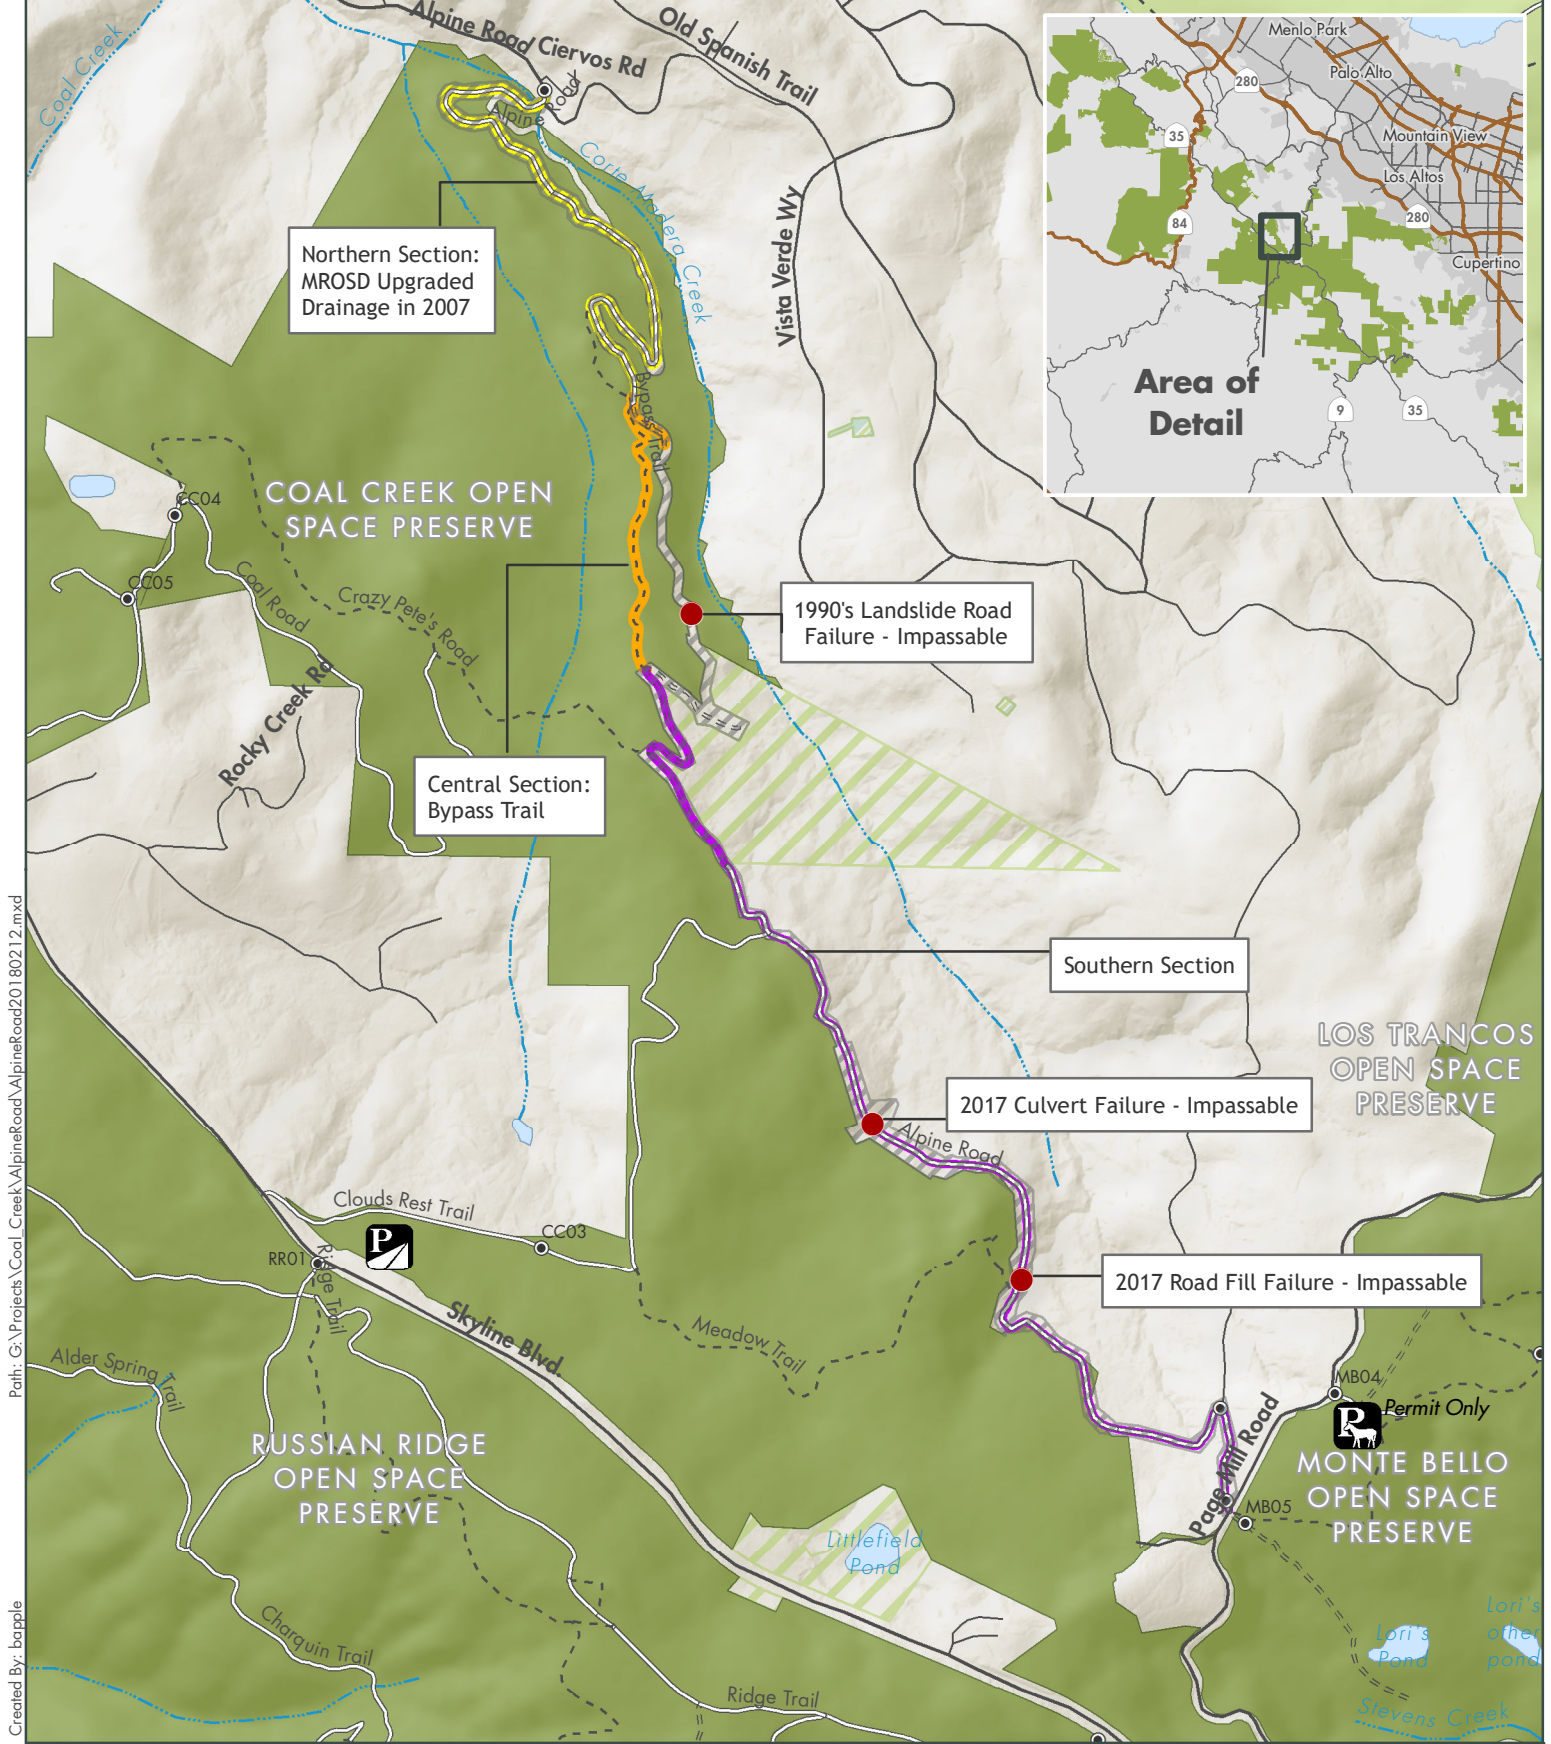 Alpine Road
Ciervos Rd
Old Spanish Trail
Coal Creek
Alpine Road
Corte Madera Creek
Vista Verde Wy
Menlo Park
Palo Alto
280
35
Mountain View
Los Altos
84
280
Cupertino
Area of
Detail
9
35
Northern Section:
MROSD Upgraded
Drainage in 2007
Bypass Trail
COAL CREEK OPEN
SPACE PRESERVE
CC04
CC05
Coal Road
Crazy Pete's Road
Rocky Creek Rd
1990's Landslide Road
Failure - Impassable
Central Section:
Bypass Trail
Southern Section
LOS TRANCOS
OPEN SPACE
PRESERVE
2017 Culvert Failure - Impassable
Alpine Road
Clouds Rest Trail
CC03
P
RR01
Ridge Trail
2017 Road Fill Failure - Impassable
Skyline Blvd.
Meadow Trail
Alder Spring Trail
MB04
P
Permit Only
Page Mill Road
RUSSIAN RIDGE
OPEN SPACE
PRESERVE
MONTE BELLO
OPEN SPACE
PRESERVE
MB05
Littlefield
Pond
Charquin Trail
Ridge Trail
Lori's
Pond
Lori's
other
pond
Stevens Creek
Path: G:\Projects\Coal_Creek\AlpineRoad\AlpineRoad20180212.mxd
Created By: bapple